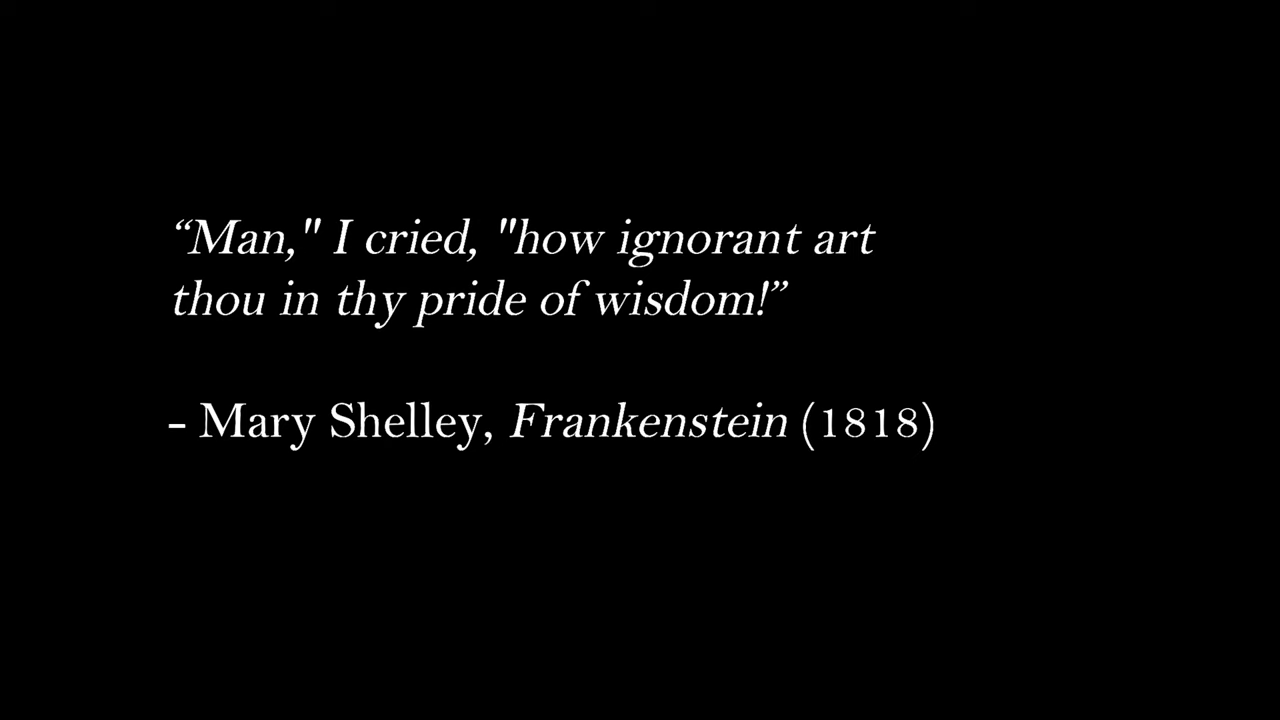 “Man," I cried, "how ignorant art
thou in thy pride of wisdom!”
- Mary Shelley, Frankenstein (1818)